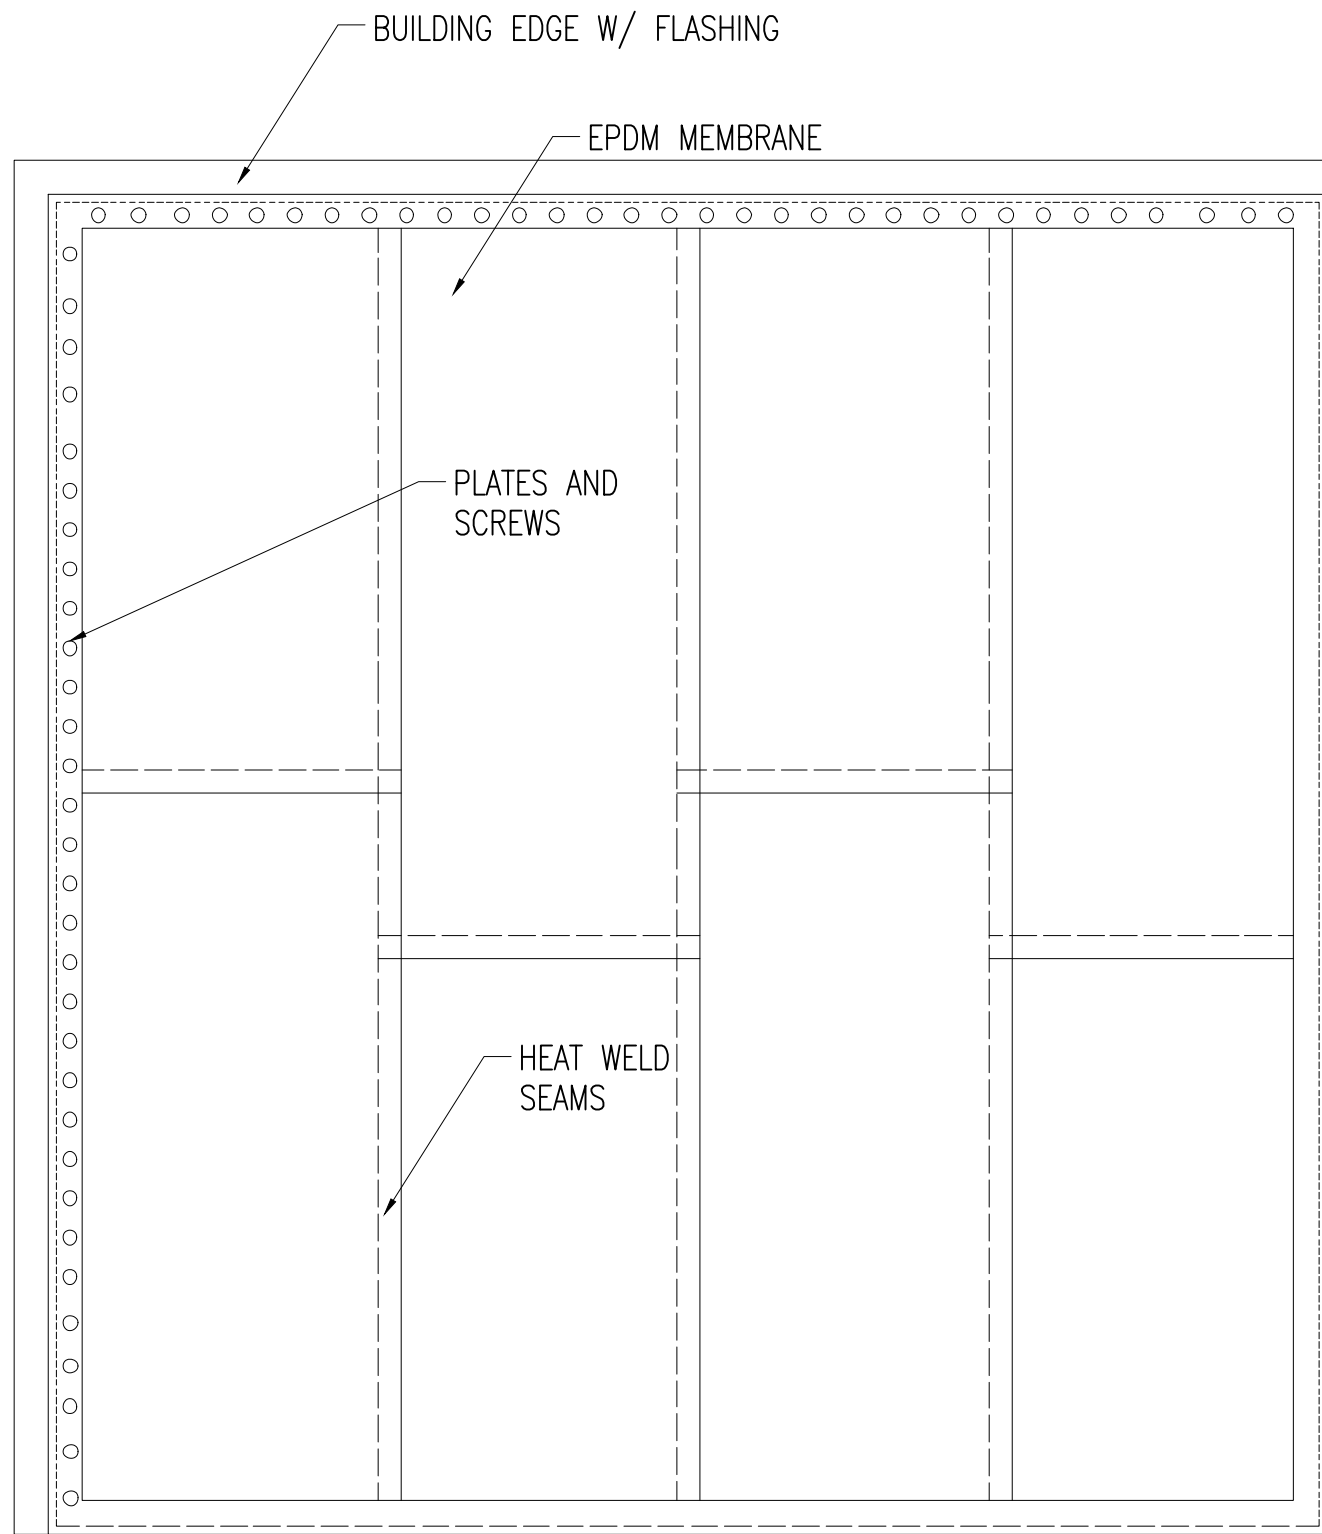 BUILDING EDGE W/ FLASHING
EPDM MEMBRANE
PLATES AND
SCREWS
HEAT WELD
SEAMS